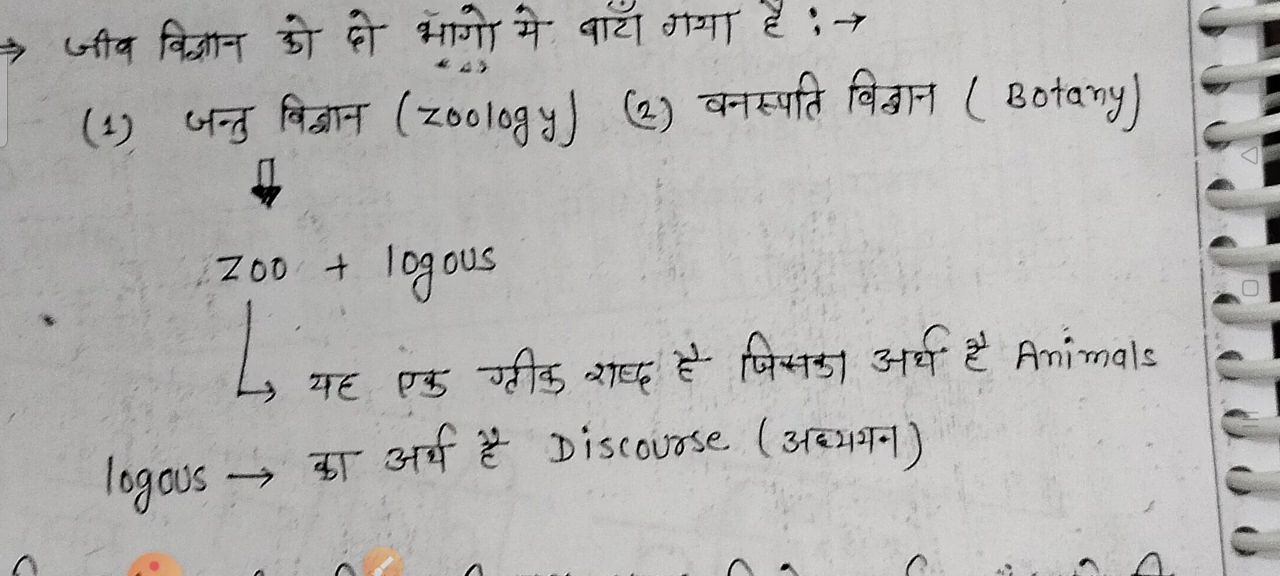 ⇒ जीव विज्ञान को दो भागो मे बाटाँ गया है : →
(1) जन्तु विज्ञान (Zoology) (2) वनस्पति विज्ञान (Botany)
Zoo + logous
↳ यह एक ग्रीक शब्द है जिसका अर्थ है Animals
logous → का अर्थ है Discourse (अध्ययन)